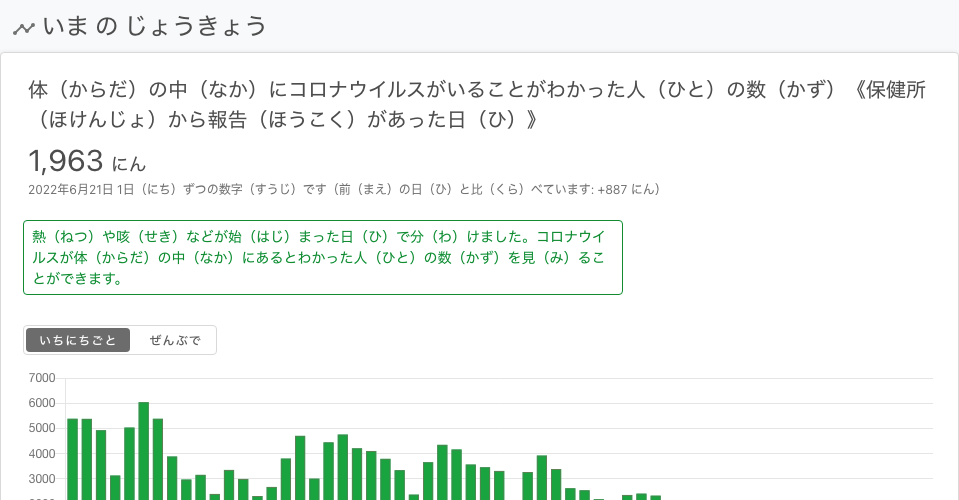 いま の じょうきょう
体（からだ）の中（なか）にコロナウイルスがいることがわかった人（ひと）の数（かず）《保健所
（ほけんじょ）から報告（ほうこく）があった日（ひ）》
1,963 にん
2022年6月21日 1日（にち）ずつの数字（すうじ）です（前（まえ）の日（ひ）と比（くら）べています: +887 にん）
熱（ねつ）や咳（せき）などが始（はじ）まった日（ひ）で分（わ）けました。コロナウイ
ルスが体（からだ）の中（なか）にあるとわかった人（ひと）の数（かず）を見（み）るこ
とができます。
いちにちごと ぜんぶで
7000
6000
5000
4000
3000